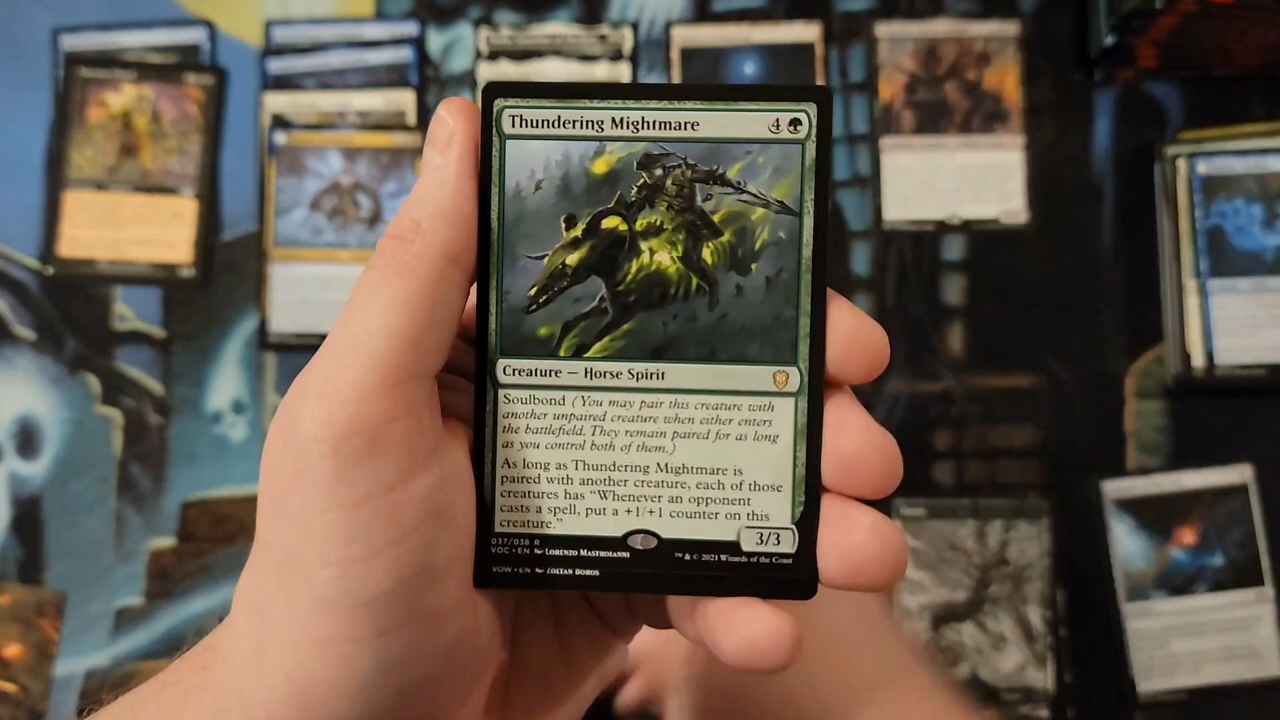 Thundering Mightmare 4
Creature — Horse Spirit
Soulbond (You may pair this creature with
another unpaired creature when either enters
the battlefield. They remain paired for as long
as you control both of them.)
As long as Thundering Mightmare is
paired with another creature, each of those
creatures has “Whenever an opponent
casts a spell, put a +1/+1 counter on this
creature.”
3/3
037/038 R
VOC • EN LORENZO MASTROIANNI
™ & © 2021 Wizards of the Coast
VOW • EN ZOLTAN BOROS